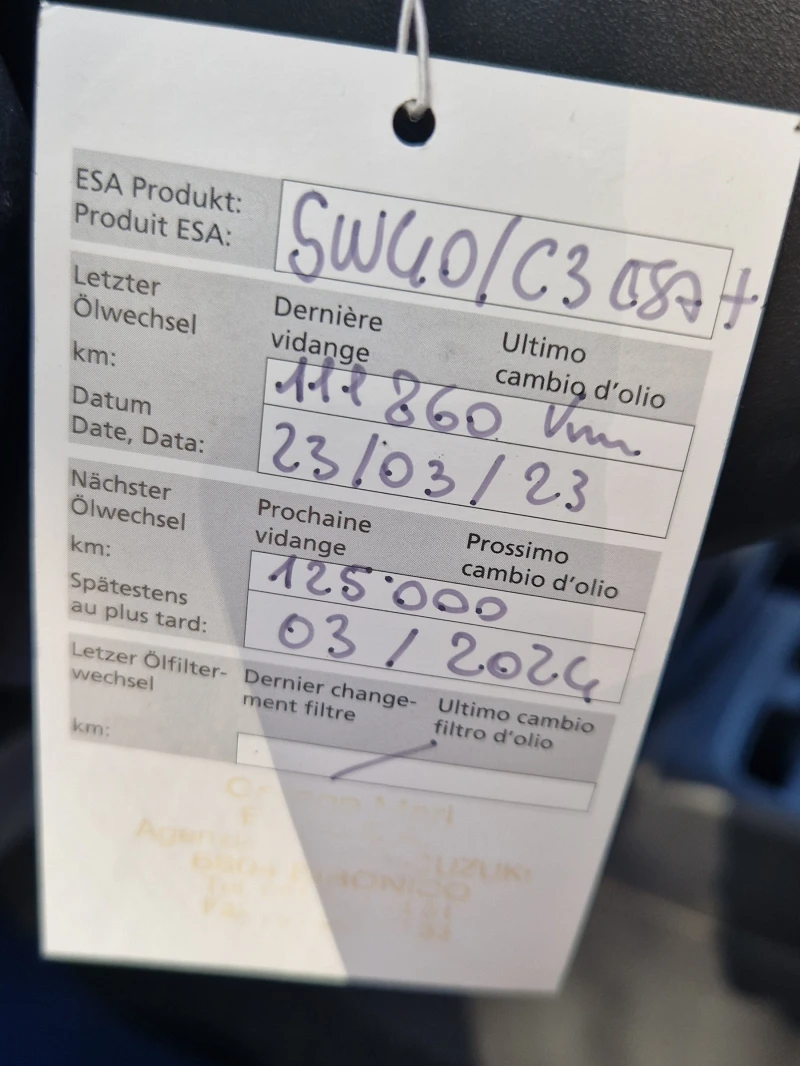 ESA Produkt:
Produit ESA:
5W40/C3 ESA+
Letzter
Ölwechsel
Dernière
vidange
Ultimo
cambio d'olio
km:
111860 km
Datum
Date, Data:
23/03/23
Nächster
Ölwechsel
Prochaine
vidange
Prossimo
cambio d'olio
km:
125'000
Spätestens
au plus tard:
03/2024
Letzer Ölfilter-
wechsel
Dernier change-
ment filtre
Ultimo cambio
filtro d'olio
km: